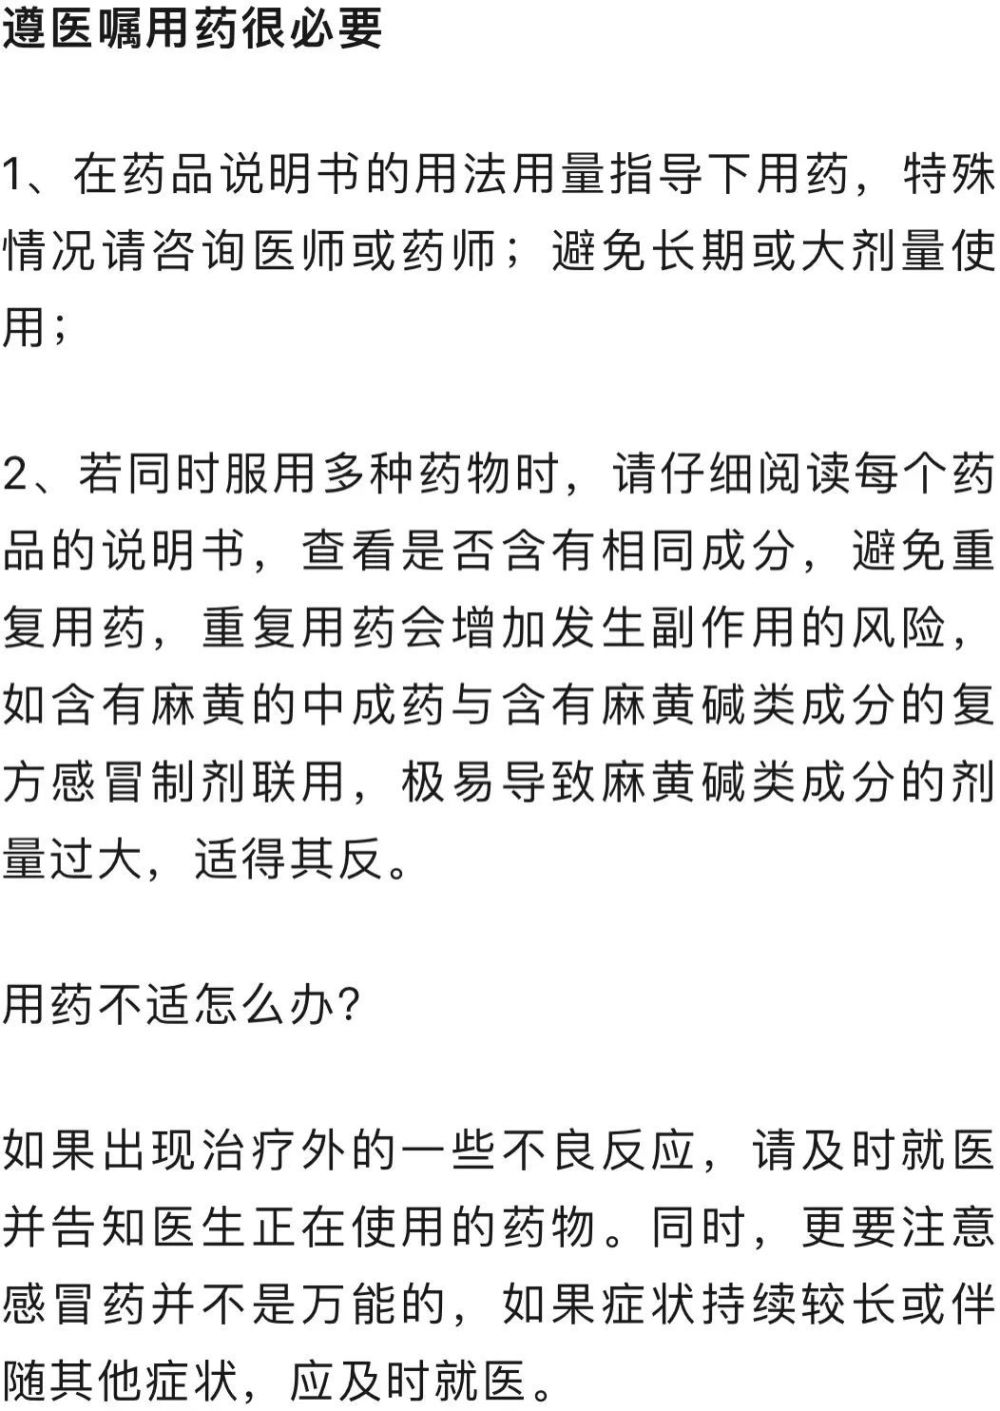 遵医嘱用药很必要
1、在药品说明书的用法用量指导下用药，特殊
情况请咨询医师或药师；避免长期或大剂量使
用；
2、若同时服用多种药物时，请仔细阅读每个药
品的说明书，查看是否含有相同成分，避免重
复用药，重复用药会增加发生副作用的风险，
如含有麻黄的中成药与含有麻黄碱类成分的复
方感冒制剂联用，极易导致麻黄碱类成分的剂
量过大，适得其反。
用药不适怎么办?
如果出现治疗外的一些不良反应，请及时就医
并告知医生正在使用的药物。同时，更要注意
感冒药并不是万能的，如果症状持续较长或伴
随其他症状，应及时就医。